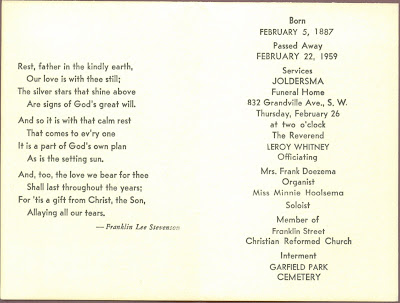 Rest, father in the kindly earth,
Our love is with thee still;
The silver stars that shine above
Are signs of God's great will.
And so it is with that calm rest
That comes to ev'ry one
It is a part of God's own plan
As is the setting sun.
And, too, the love we bear for thee
Shall last throughout the years;
For 'tis a gift from Christ, the Son,
Allaying all our tears.
— Franklin Lee Stevenson
Born
FEBRUARY 5, 1887
Passed Away
FEBRUARY 22, 1959
Services
JOLDERSMA
Funeral Home
832 Grandville Ave., S. W.
Thursday, February 26
at two o'clock
The Reverend
LEROY WHITNEY
Officiating
Mrs. Frank Doezema
Organist
Miss Minnie Hoolsema
Soloist
Member of
Franklin Street
Christian Reformed Church
Interment
GARFIELD PARK
CEMETERY